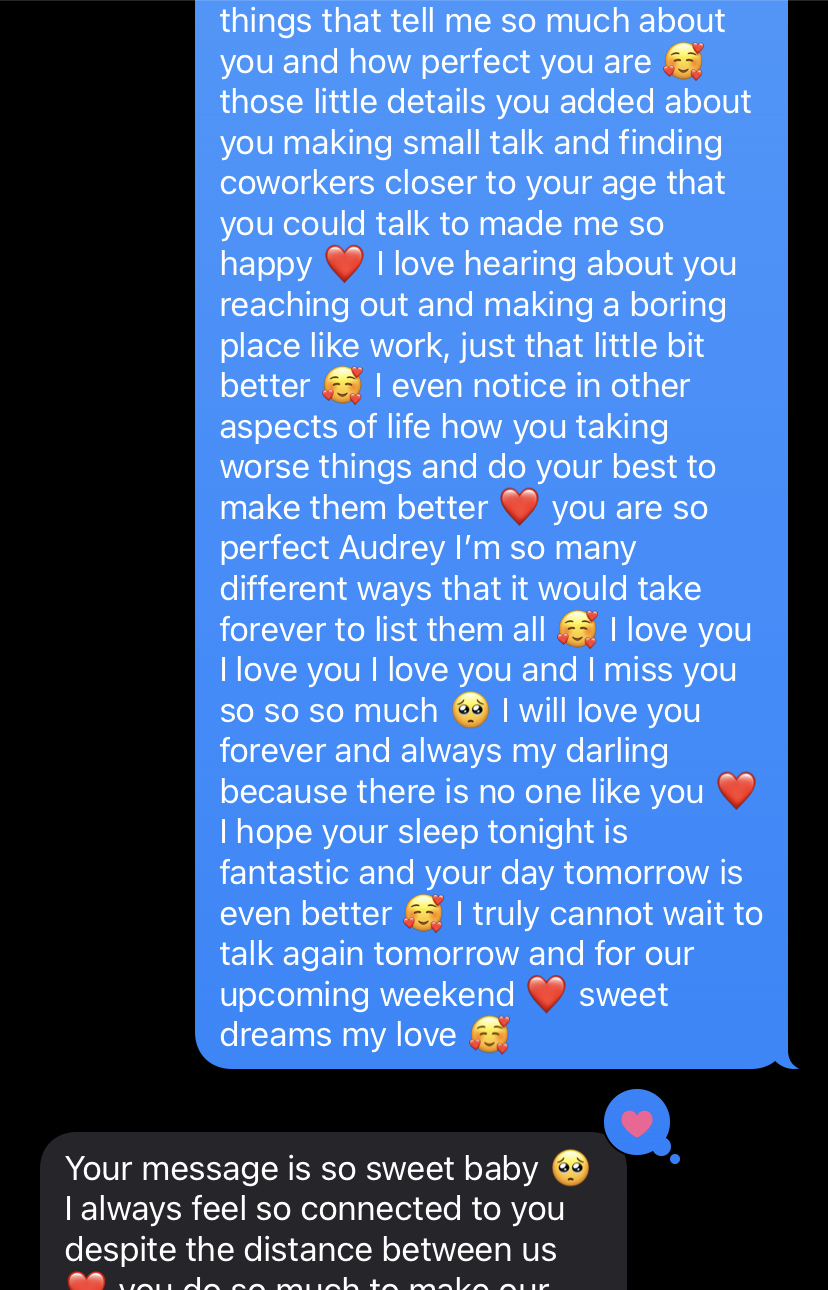 things that tell me so much about
you and how perfect you are 🥰
those little details you added about
you making small talk and finding
coworkers closer to your age that
you could talk to made me so
happy ❤️ I love hearing about you
reaching out and making a boring
place like work, just that little bit
better 🥰 I even notice in other
aspects of life how you taking
worse things and do your best to
make them better ❤️ you are so
perfect Audrey I’m so many
different ways that it would take
forever to list them all 🥰 I love you
I love you I love you and I miss you
so so so much 🥺 I will love you
forever and always my darling
because there is no one like you ❤️
I hope your sleep tonight is
fantastic and your day tomorrow is
even better 🥰 I truly cannot wait to
talk again tomorrow and for our
upcoming weekend ❤️ sweet
dreams my love 🥰
Your message is so sweet baby 🥺
I always feel so connected to you
despite the distance between us
❤️ you do so much to make our